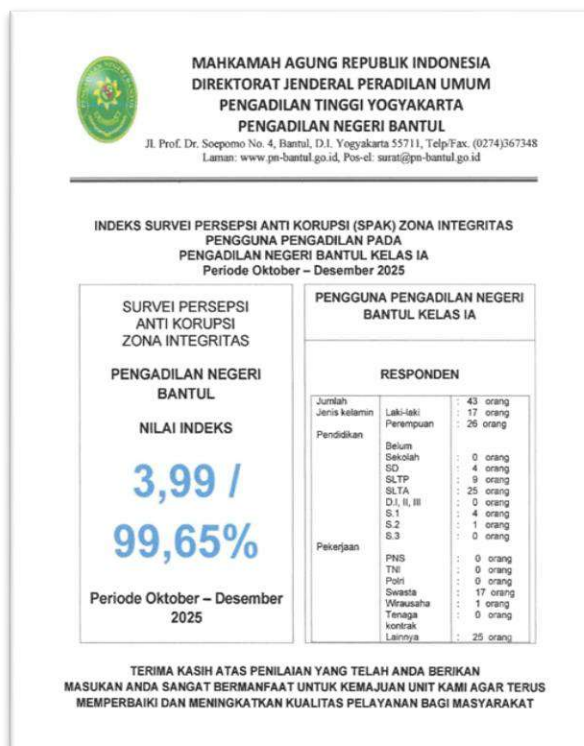 MAHKAMAH AGUNG REPUBLIK INDONESIA
DIREKTORAT JENDERAL PERADILAN UMUM
PENGADILAN TINGGI YOGYAKARTA
PENGADILAN NEGERI BANTUL
Jl. Prof. Dr. Soepomo No. 4, Bantul, D.I. Yogyakarta 55711, Telp/Fax. (0274)367348
Laman: www.pn-bantul.go.id, Pos-el: surat@pn-bantul.go.id
INDEKS SURVEI PERSEPSI ANTI KORUPSI (SPAK) ZONA INTEGRITAS
PENGGUNA PENGADILAN PADA
PENGADILAN NEGERI BANTUL KELAS IA
Periode Oktober – Desember 2025
SURVEI PERSEPSI
ANTI KORUPSI
ZONA INTEGRITAS
PENGADILAN NEGERI
BANTUL
NILAI INDEKS
3,99 /
99,65%
Periode Oktober – Desember
2025
PENGGUNA PENGADILAN NEGERI
BANTUL KELAS IA
RESPONDEN
Jumlah : 43 orang
Jenis kelamin Laki-laki : 17 orang
Perempuan : 26 orang
Pendidikan
Belum
Sekolah : 0 orang
SD : 4 orang
SLTP : 9 orang
SLTA : 25 orang
D.I, II, III : 0 orang
S.1 : 4 orang
S.2 : 1 orang
S.3 : 0 orang
Pekerjaan
PNS : 0 orang
TNI : 0 orang
Polri : 0 orang
Swasta : 17 orang
Wirausaha : 1 orang
Tenaga : 0 orang
kontrak
Lainnya : 25 orang
TERIMA KASIH ATAS PENILAIAN YANG TELAH ANDA BERIKAN
MASUKAN ANDA SANGAT BERMANFAAT UNTUK KEMAJUAN UNIT KAMI AGAR TERUS
MEMPERBAIKI DAN MENINGKATKAN KUALITAS PELAYANAN BAGI MASYARAKAT